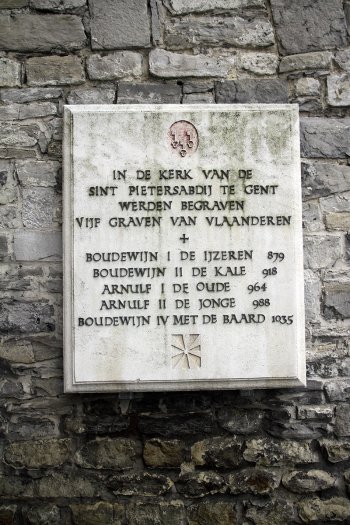 IN DE KERK VAN DE
SINT PIETERSABDIJ TE GENT
WERDEN BEGRAVEN
VIJF GRAVEN VAN VLAANDEREN
BOUDEWIJN I DE IJZEREN 879
BOUDEWIJN II DE KALE 918
ARNULF I DE OUDE 964
ARNULF II DE JONGE 988
BOUDEWIJN IV MET DE BAARD 1035